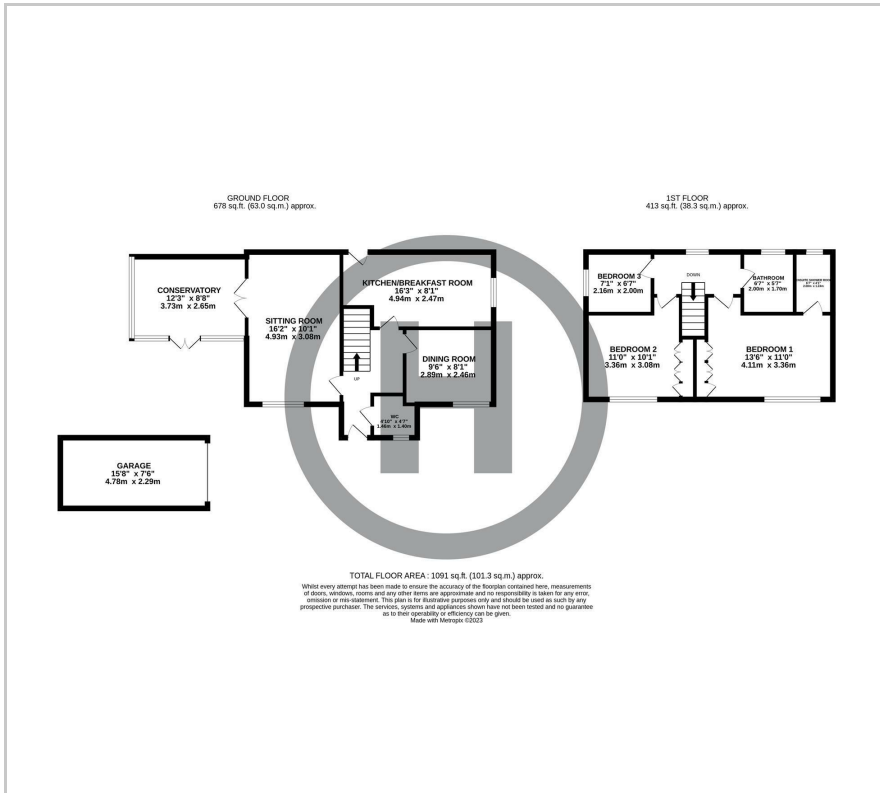 GROUND FLOOR
678 sq.ft. (63.0 sq.m.) approx.
1ST FLOOR
413 sq.ft. (38.3 sq.m.) approx.
CONSERVATORY
12'3" x 8'8"
3.73m x 2.65m
SITTING ROOM
16'2" x 10'1"
4.93m x 3.08m
KITCHEN/BREAKFAST ROOM
16'3" x 8'1"
4.94m x 2.47m
UP
DINING ROOM
9'6" x 8'1"
2.89m x 2.46m
WC
4'10" x 4'7"
1.46m x 1.40m
GARAGE
15'8" x 7'6"
4.78m x 2.29m
BEDROOM 3
7'1" x 6'7"
2.16m x 2.00m
DOWN
BATHROOM
6'7" x 5'7"
2.00m x 1.70m
ENSUITE SHOWER ROOM
BEDROOM 2
11'0" x 10'1"
3.36m x 3.08m
BEDROOM 1
13'6" x 11'0"
4.11m x 3.36m
TOTAL FLOOR AREA : 1091 sq.ft. (101.3 sq.m.) approx.
Whilst every attempt has been made to ensure the accuracy of the floorplan contained here, measurements
of doors, windows, rooms and any other items are approximate and no responsibility is taken for any error,
omission or mis-statement. This plan is for illustrative purposes only and should be used as such by any
prospective purchaser. The services, systems and appliances shown have not been tested and no guarantee
as to their operability or efficiency can be given.
Made with Metropix ©2023